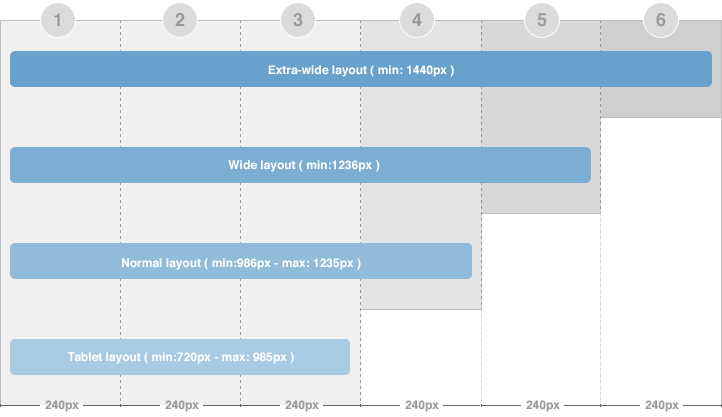 1 2 3 4 5 6
Extra-wide layout ( min: 1440px )
Wide layout ( min:1236px )
Normal layout ( min:986px - max: 1235px )
Tablet layout ( min:720px - max: 985px )
240px 240px 240px 240px 240px 240px